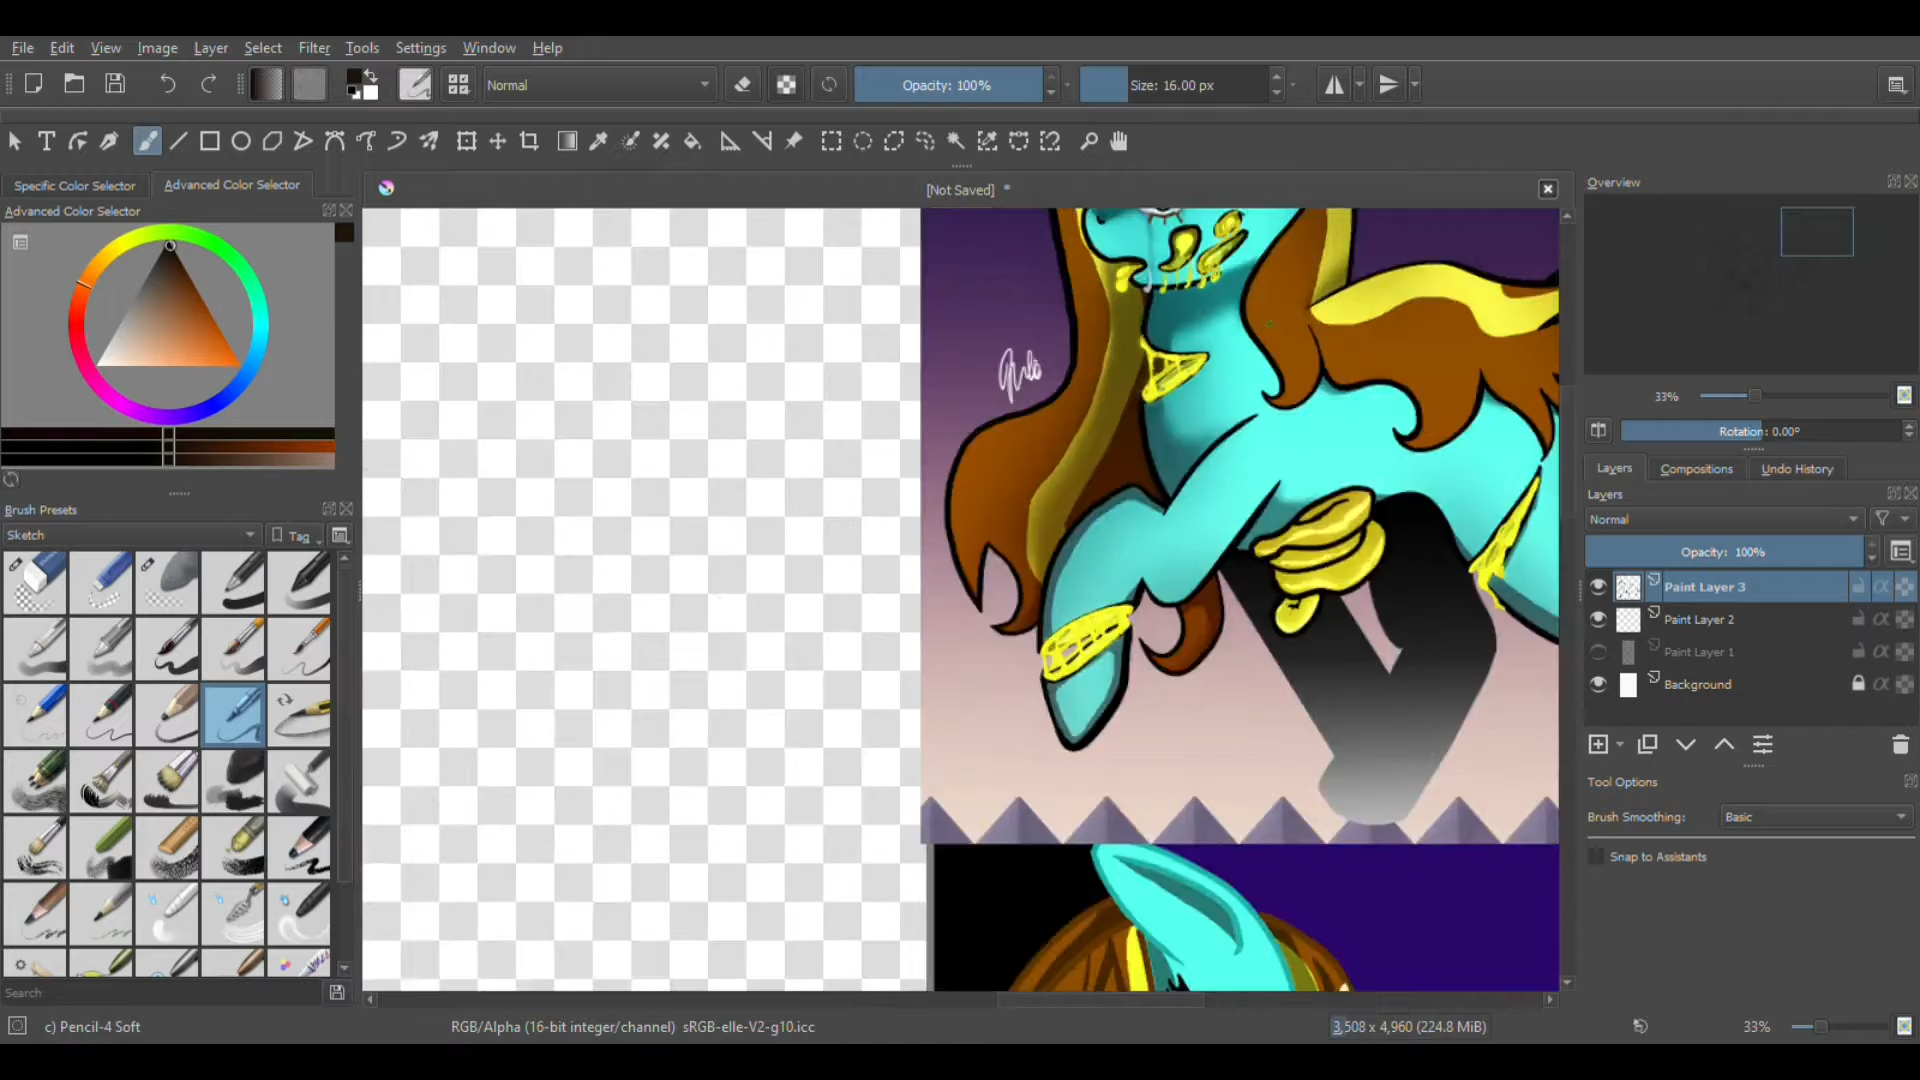 File Edit View Image Layer Select Filter Tools Settings Window Help
Normal
Opacity: 100%
Size: 16.00 px
Specific Color Selector
Advanced Color Selector
[Not Saved] *
Overview
Advanced Color Selector
33%
Rotation: 0.00°
Layers
Compositions
Undo History
Layers
Brush Presets
Normal
Sketch
Tag
Opacity: 100%
Paint Layer 3
Paint Layer 2
Paint Layer 1
Background
Tool Options
Brush Smoothing:
Basic
Snap to Assistants
Search
c) Pencil-4 Soft
RGB/Alpha (16-bit integer/channel) sRGB-elle-V2-g10.icc
3,508 x 4,960 (224.8 MiB)
33%